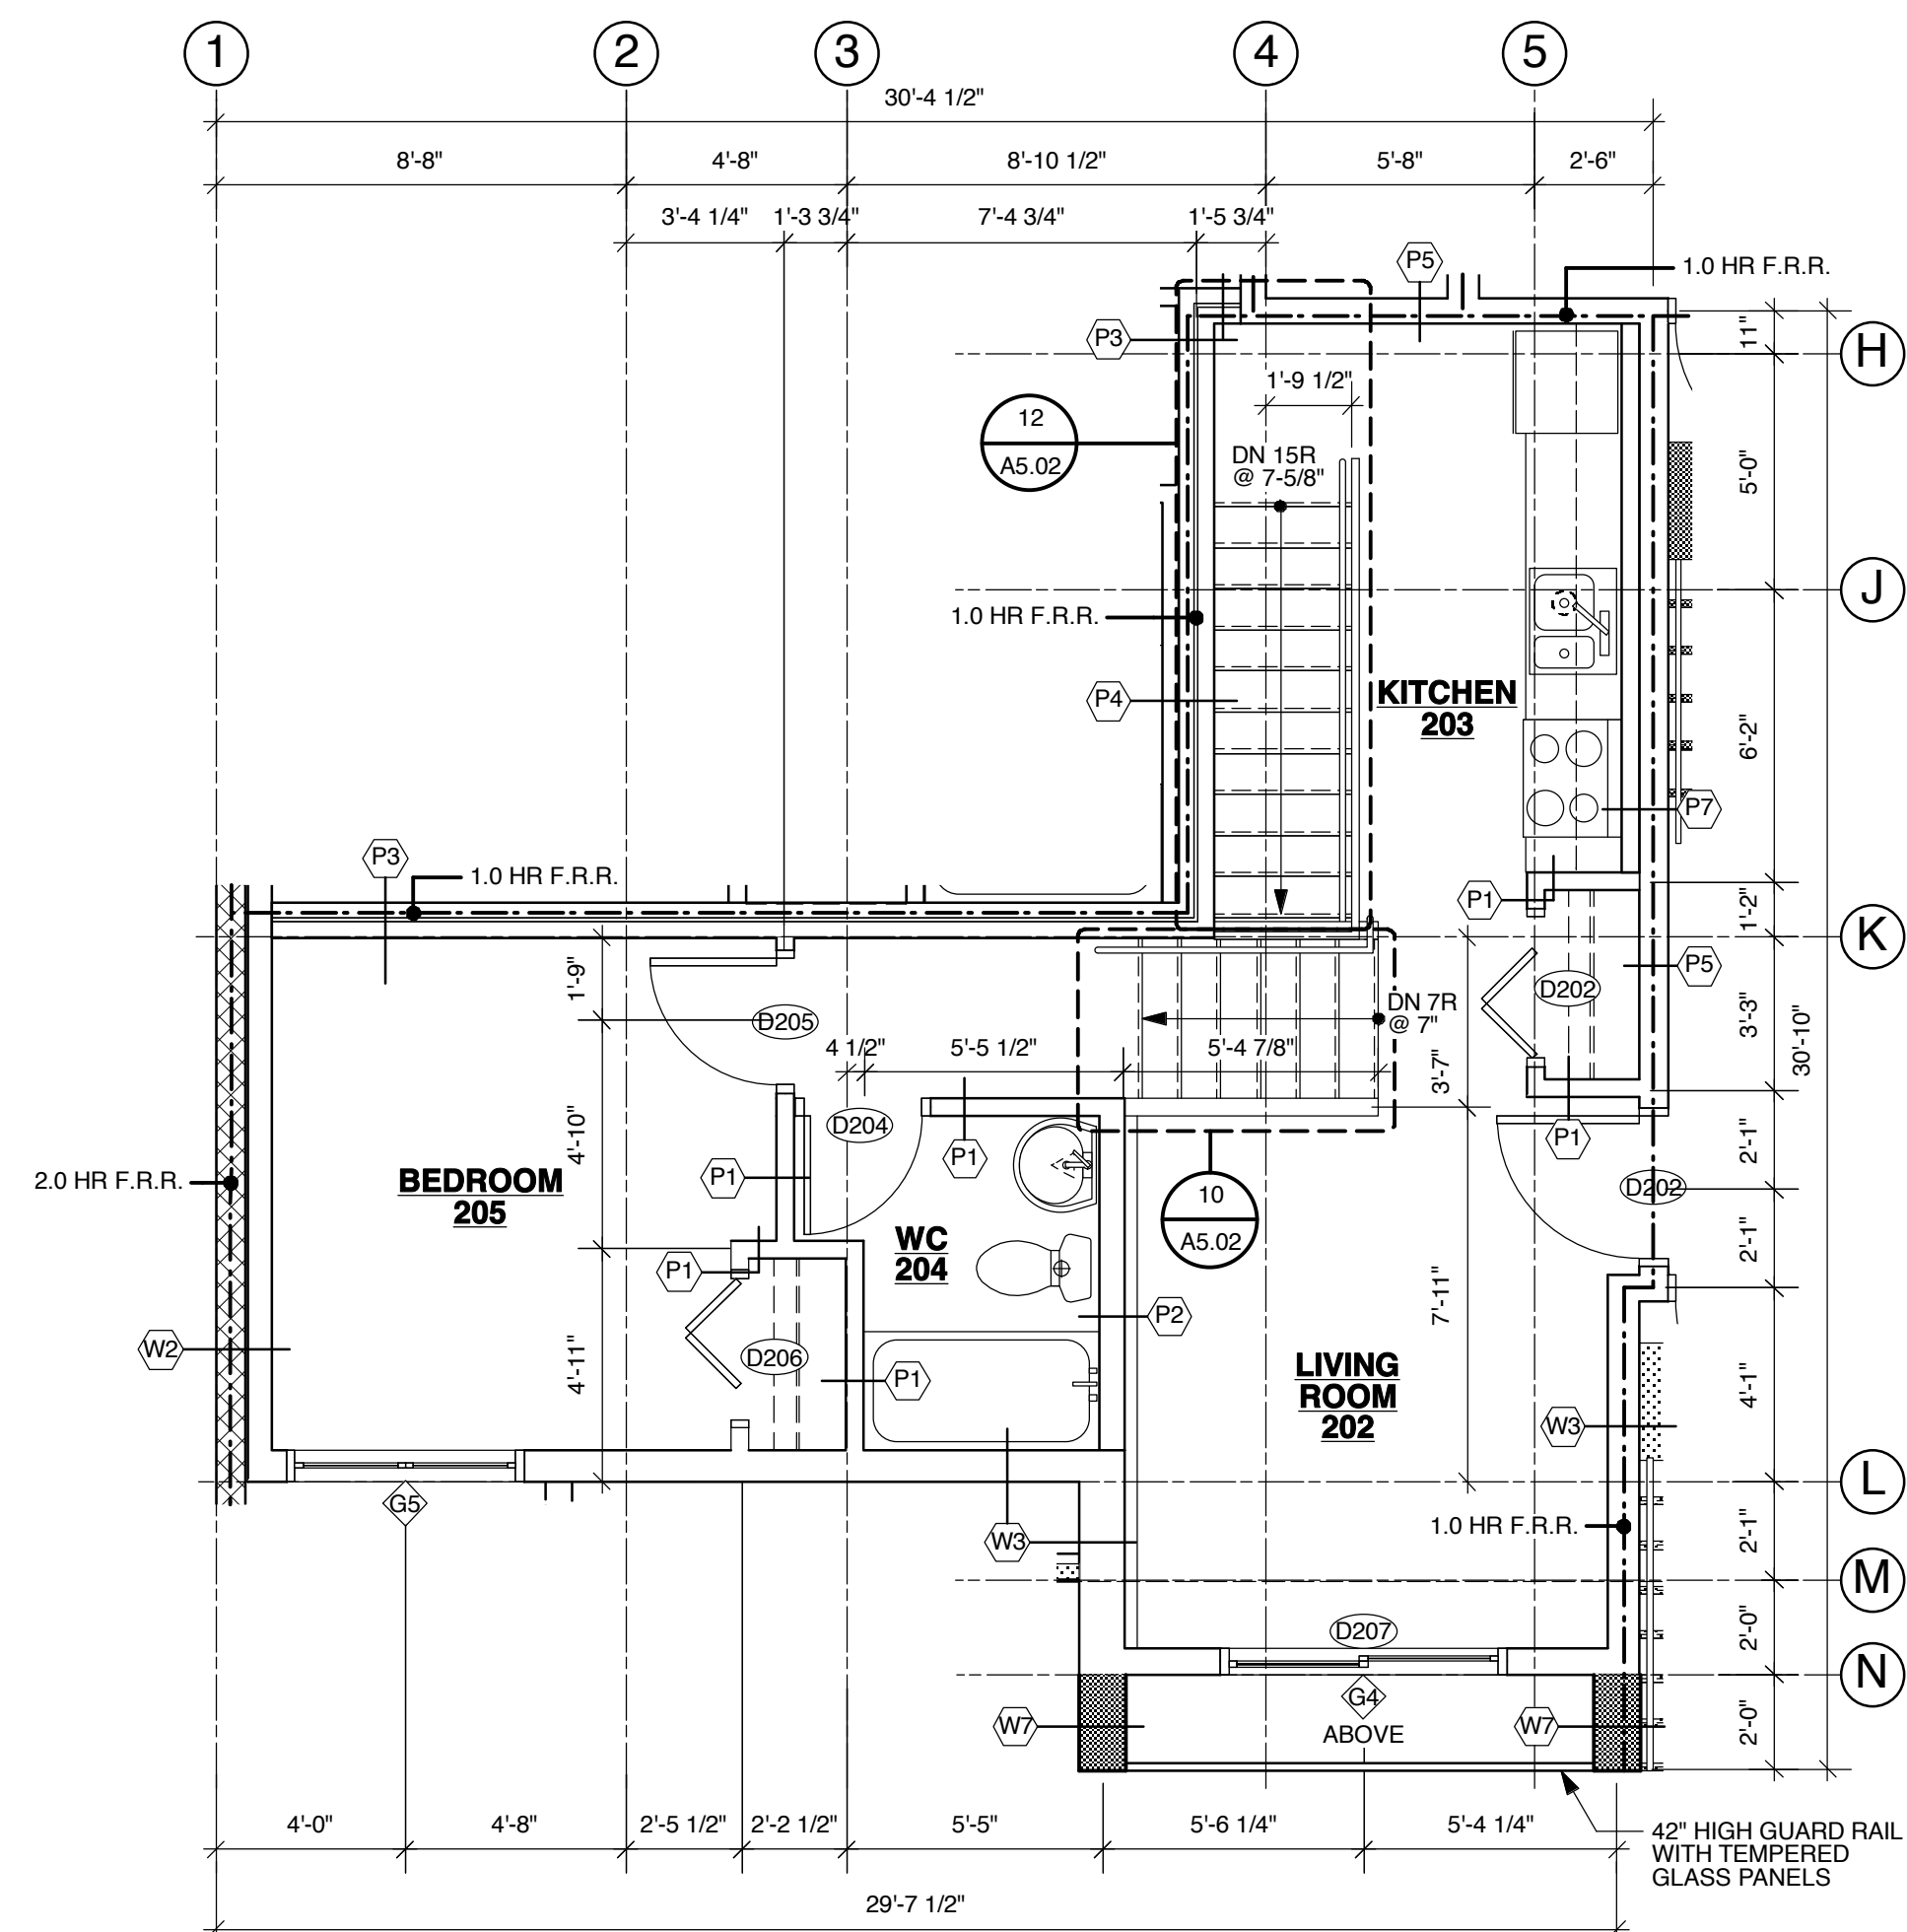 1 2 3 4 5
30'-4 1/2"
8'-8" 4'-8" 8'-10 1/2" 5'-8" 2'-6"
3'-4 1/4" 1'-3 3/4" 7'-4 3/4" 1'-5 3/4"
P5
1.0 HR F.R.R.
11"
P3
H
1'-9 1/2"
12
A5.02
DN 15R
@ 7-5/8"
5'-0"
J
1.0 HR F.R.R.
P4
KITCHEN
203
6'-2"
P7
P3
1.0 HR F.R.R.
P1
1'-2"
K
1'-9"
P5
D202
D205
DN 7R
@ 7"
3'-3"
30'-10"
4 1/2" 5'-5 1/2" 5'-4 7/8"
3'-7"
D204
4'-10"
P1
P1
P1
2'-1"
2.0 HR F.R.R.
BEDROOM
205
10
A5.02
D202
WC
204
P1
2'-1"
7'-11"
W2
P2
D206
P1
4'-11"
LIVING
ROOM
202
W3
4'-1"
L
G5
W3
1.0 HR F.R.R.
2'-1"
M
D207
2'-0"
N
G4
ABOVE
W7
W7
2'-0"
4'-0" 4'-8" 2'-5 1/2" 2'-2 1/2" 5'-5" 5'-6 1/4" 5'-4 1/4"
42" HIGH GUARD RAIL
WITH TEMPERED
GLASS PANELS
29'-7 1/2"